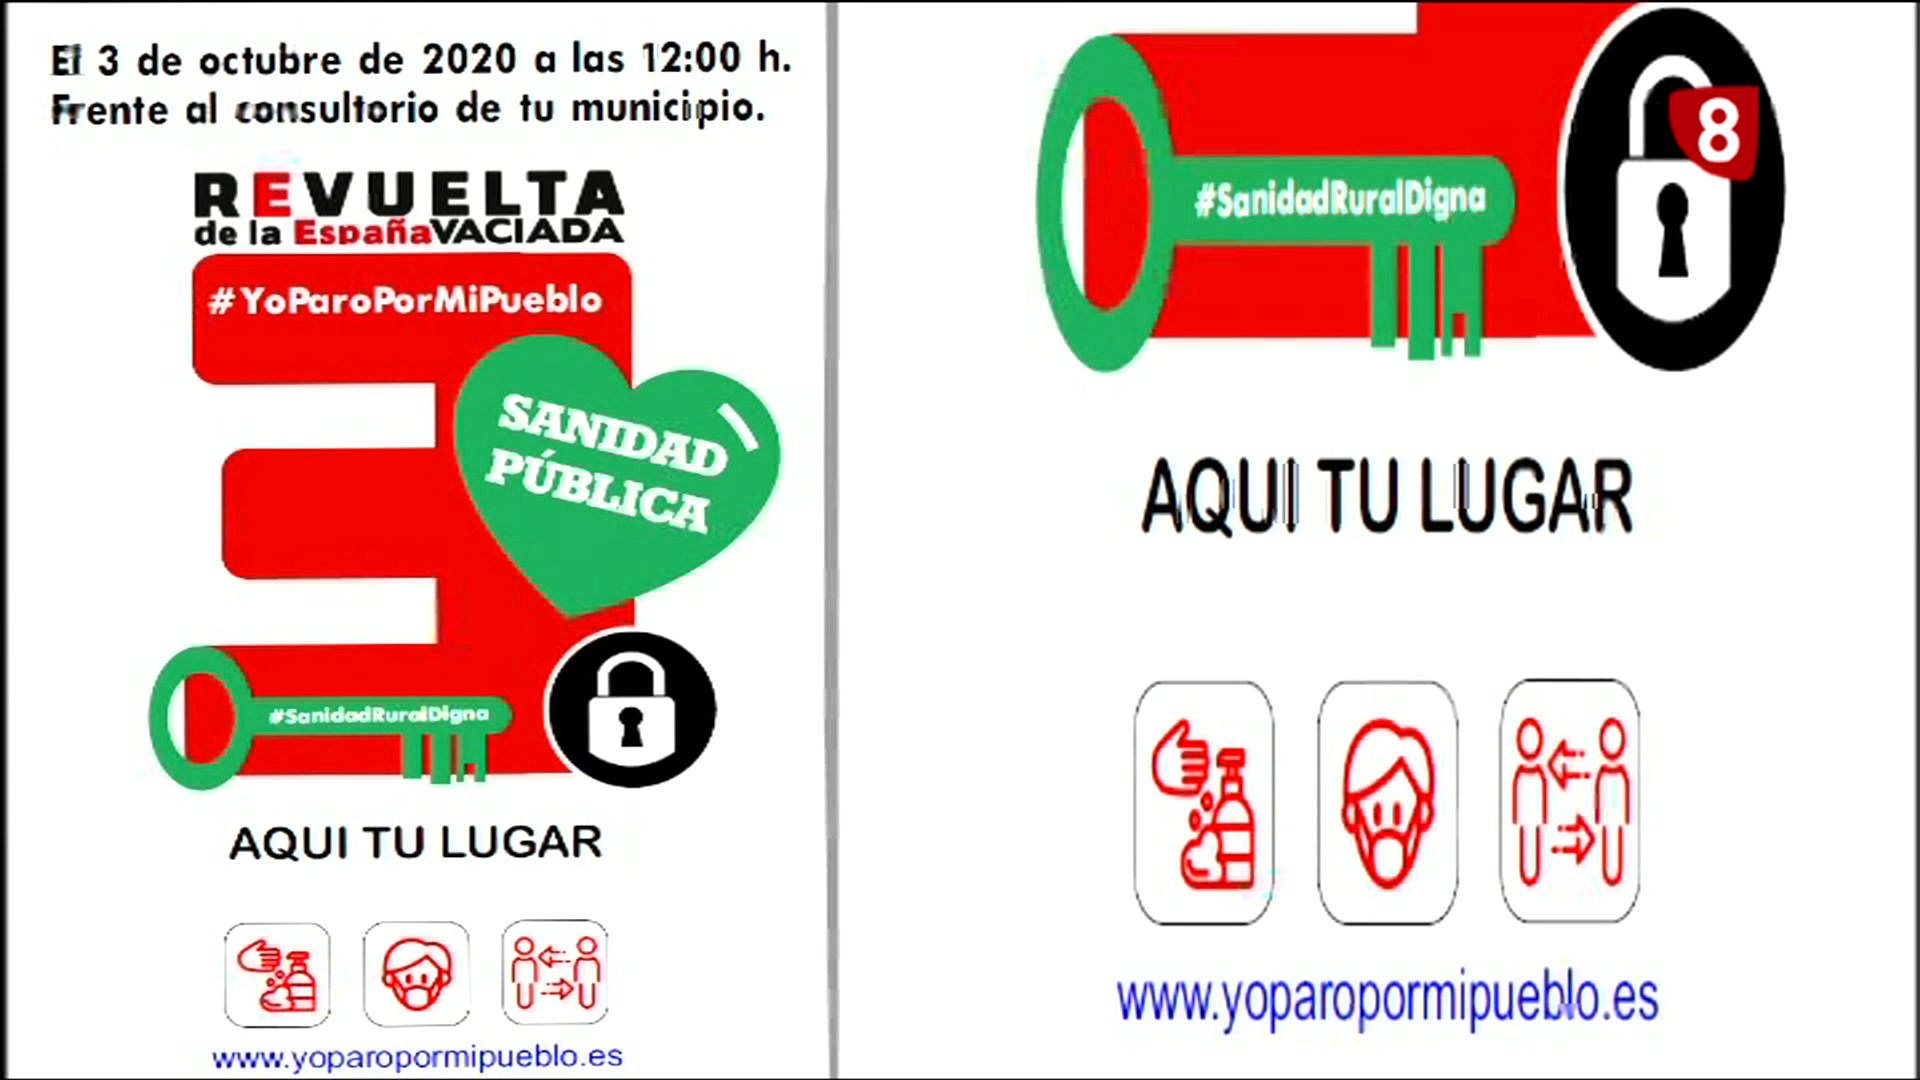 El 3 de octubre de 2020 a las 12:00 h.
Frente al consultorio de tu municipio.
REVUELTA
de la EspañaVACIADA
#YoParoPorMiPueblo
SANIDAD
PÚBLICA
#SanidadRuralDigna
AQUI TU LUGAR
www.yoparopormipueblo.es
8
#SanidadRuralDigna
AQUI TU LUGAR
www.yoparopormipueblo.es